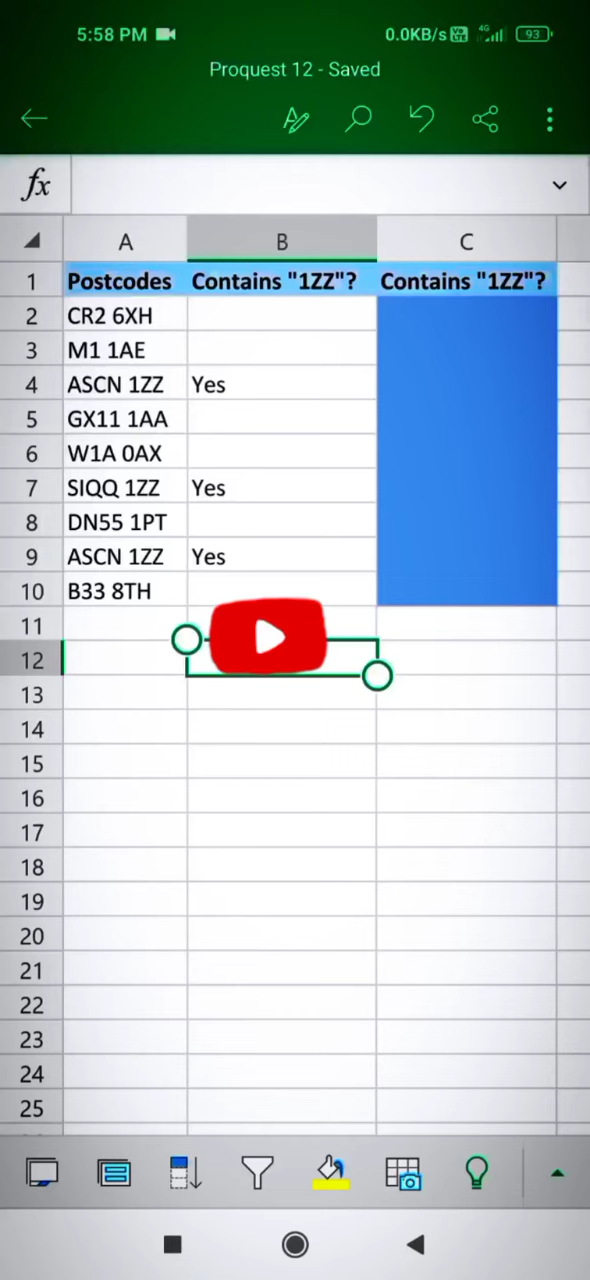 5:58 PM 0.0KB/s Vo LTE 4G 93
Proquest 12 - Saved
fx
A B C
1 Postcodes Contains "1ZZ"? Contains "1ZZ"?
2 CR2 6XH
3 M1 1AE
4 ASCN 1ZZ Yes
5 GX11 1AA
6 W1A 0AX
7 SIQQ 1ZZ Yes
8 DN55 1PT
9 ASCN 1ZZ Yes
10 B33 8TH
11
12
13
14
15
16
17
18
19
20
21
22
23
24
25